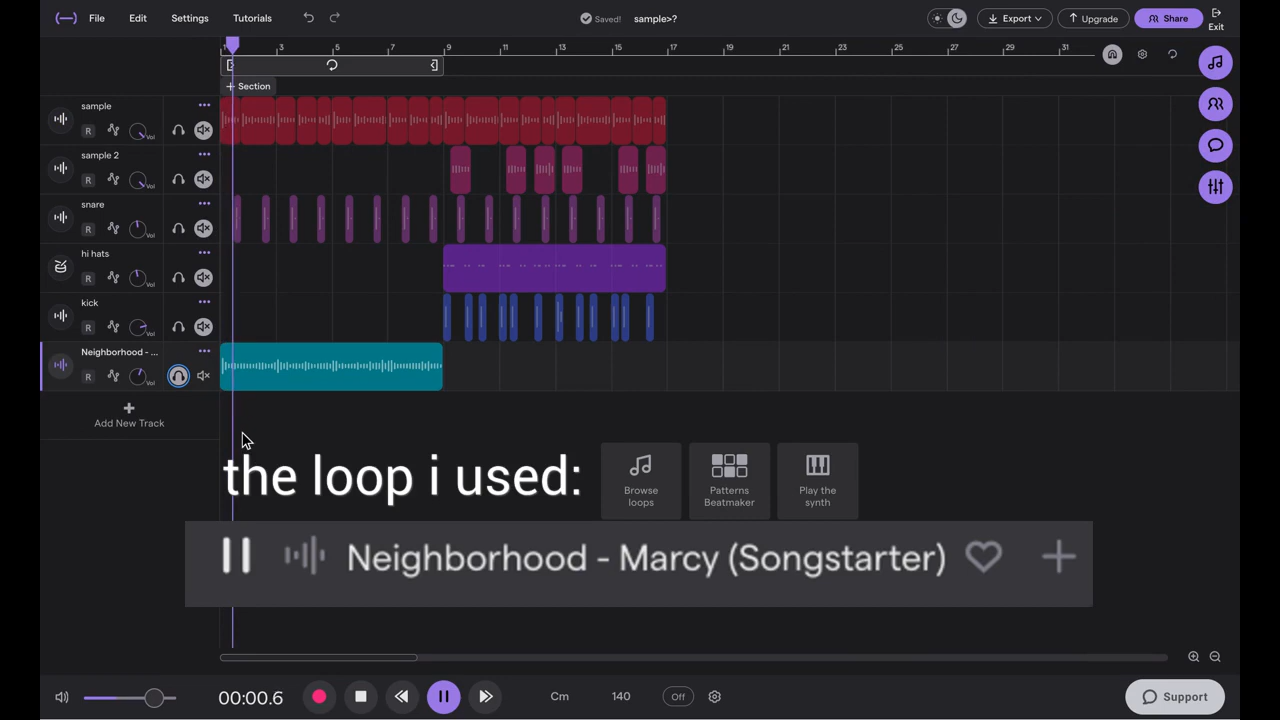 File Edit Settings Tutorials Saved! sample>? Export Upgrade Share Exit
3 5 7 9 11 13 15 17 19 21 23 25 27 29 31
+ Section
sample
R Vol
sample 2
R Vol
snare
R Vol
hi hats
R Vol
kick
R Vol
Neighborhood - ...
R Vol
Add New Track
the loop i used:
Browse loops
Patterns Beatmaker
Play the synth
Neighborhood - Marcy (Songstarter)
00:00.6 Cm 140 Off Support